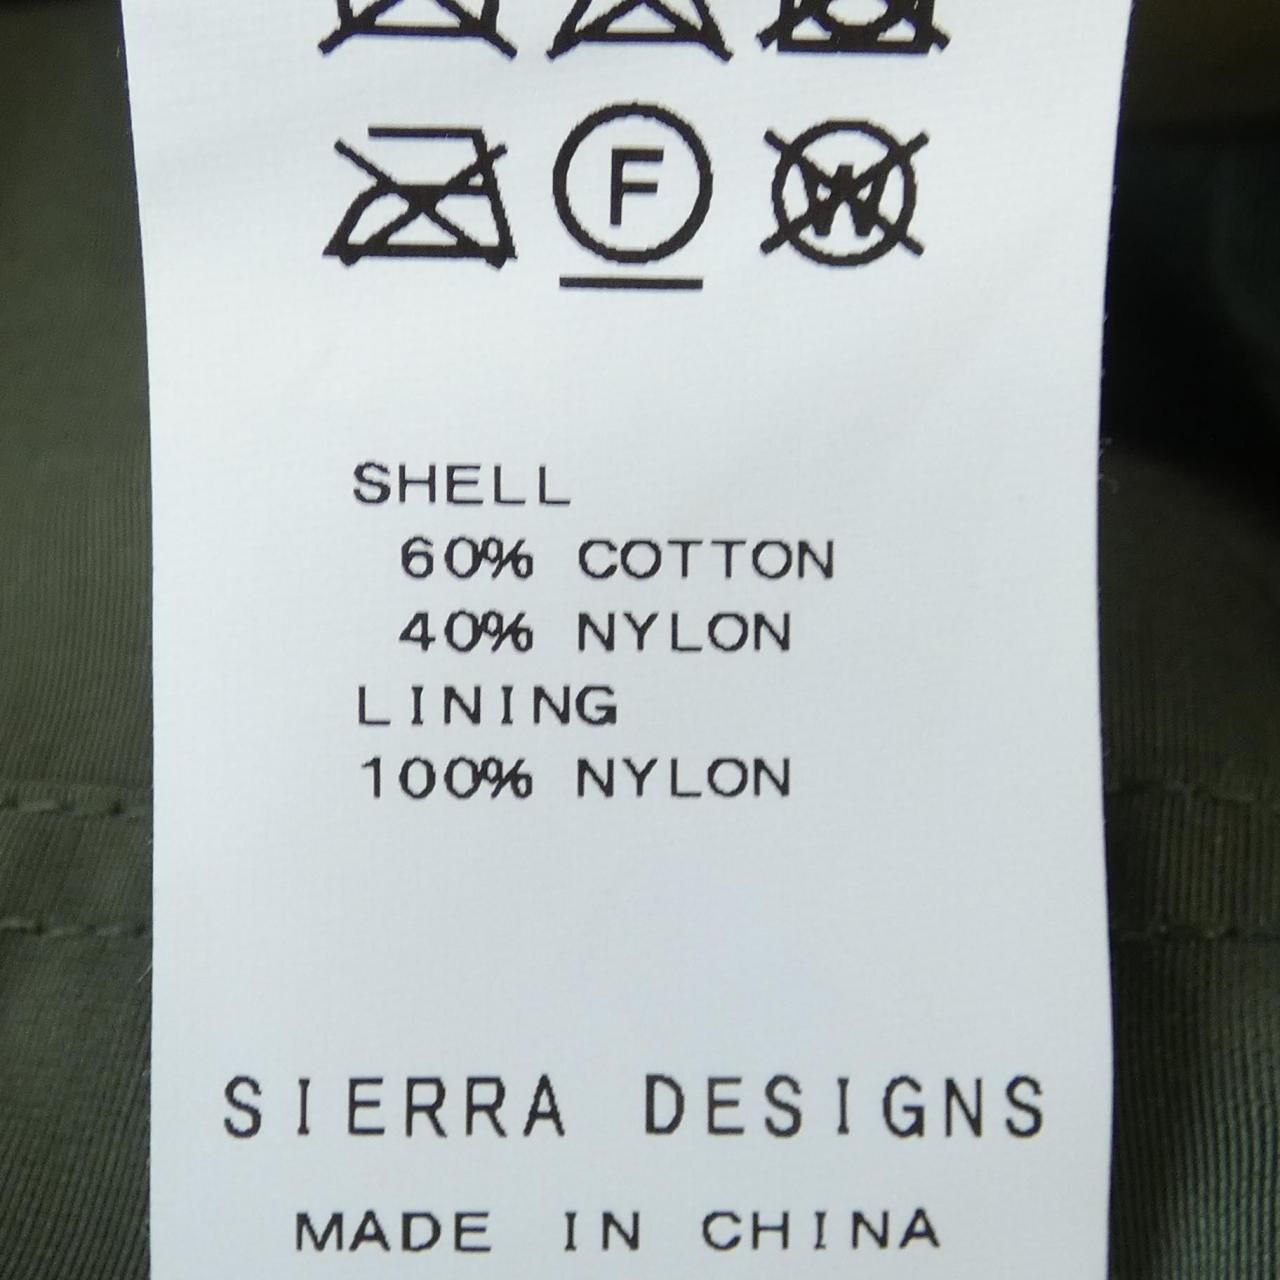 F W
SHELL
60% COTTON
40% NYLON
LINING
100% NYLON
SIERRA DESIGNS
MADE IN CHINA